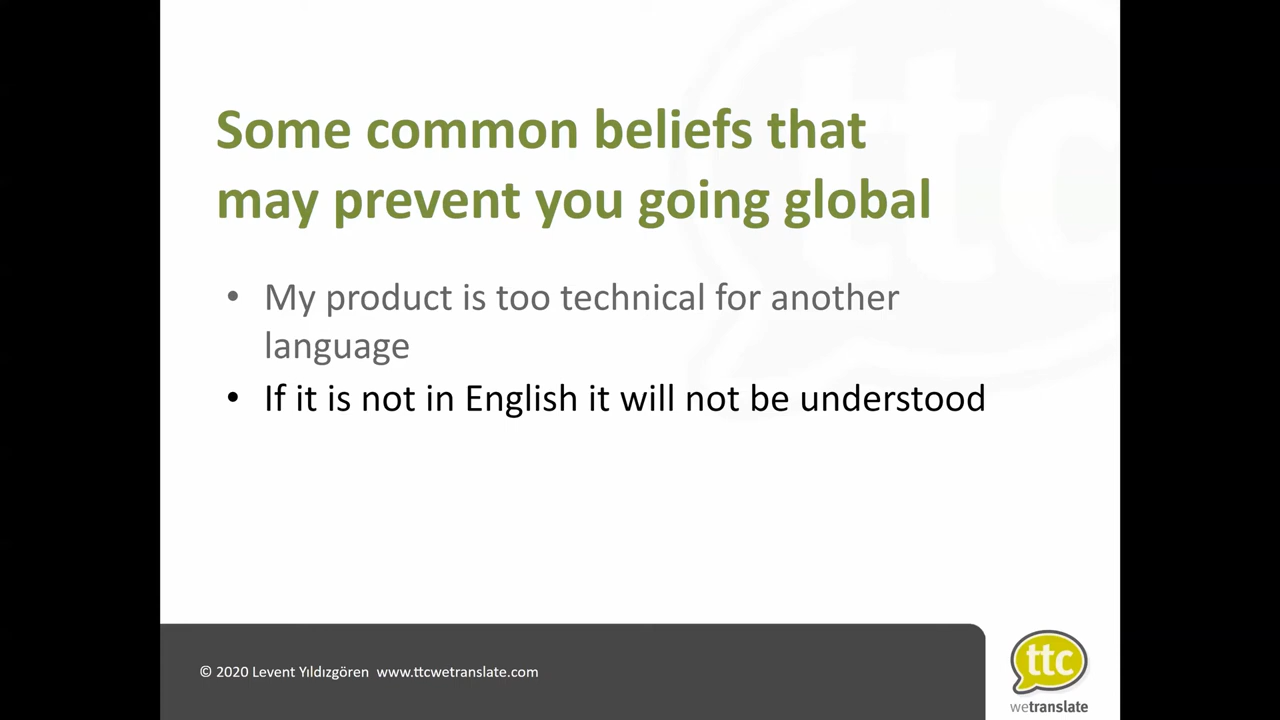 Some common beliefs that
may prevent you going global
• My product is too technical for another
language
• If it is not in English it will not be understood
© 2020 Levent Yıldızgören www.ttcwetranslate.com
ttc
wetranslate
ttc